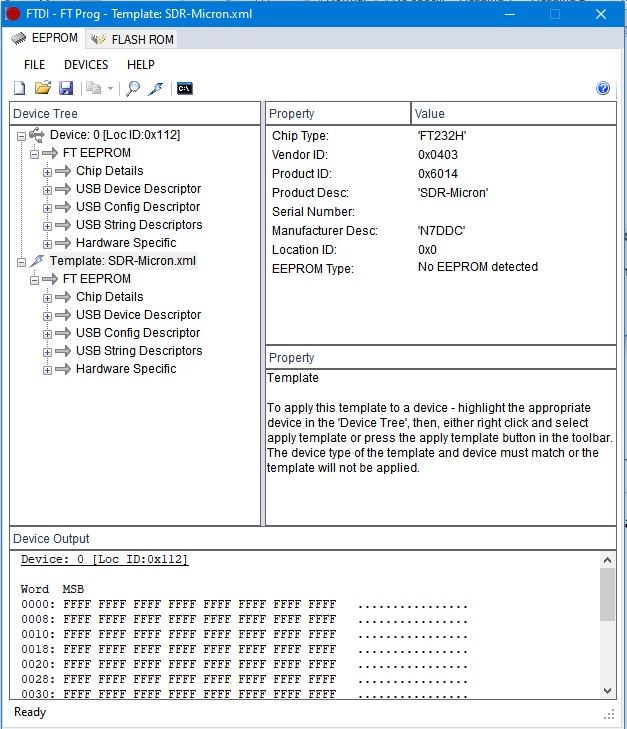 FTDI - FT Prog - Template: SDR-Micron.xml
EEPROM
FLASH ROM
FILE
DEVICES
HELP
C:\
Device Tree
Device: 0 [Loc ID:0x112]
FT EEPROM
Chip Details
USB Device Descriptor
USB Config Descriptor
USB String Descriptors
Hardware Specific
Template: SDR-Micron.xml
FT EEPROM
Chip Details
USB Device Descriptor
USB Config Descriptor
USB String Descriptors
Hardware Specific
Property Value
Chip Type: 'FT232H'
Vendor ID: 0x0403
Product ID: 0x6014
Product Desc: 'SDR-Micron'
Serial Number:
Manufacturer Desc: 'N7DDC'
Location ID: 0x0
EEPROM Type: No EEPROM detected
Property
Template
To apply this template to a device - highlight the appropriate
device in the 'Device Tree', then, either right click and select
apply template or press the apply template button in the toolbar.
The device type of the template and device must match or the
template will not be applied.
Device Output
Device: 0 [Loc ID:0x112]
Word MSB
0000: FFFF FFFF FFFF FFFF FFFF FFFF FFFF FFFF ................
0008: FFFF FFFF FFFF FFFF FFFF FFFF FFFF FFFF ................
0010: FFFF FFFF FFFF FFFF FFFF FFFF FFFF FFFF ................
0018: FFFF FFFF FFFF FFFF FFFF FFFF FFFF FFFF ................
0020: FFFF FFFF FFFF FFFF FFFF FFFF FFFF FFFF ................
0028: FFFF FFFF FFFF FFFF FFFF FFFF FFFF FFFF ................
0030: FFFF FFFF FFFF FFFF FFFF FFFF FFFF FFFF ................
Ready